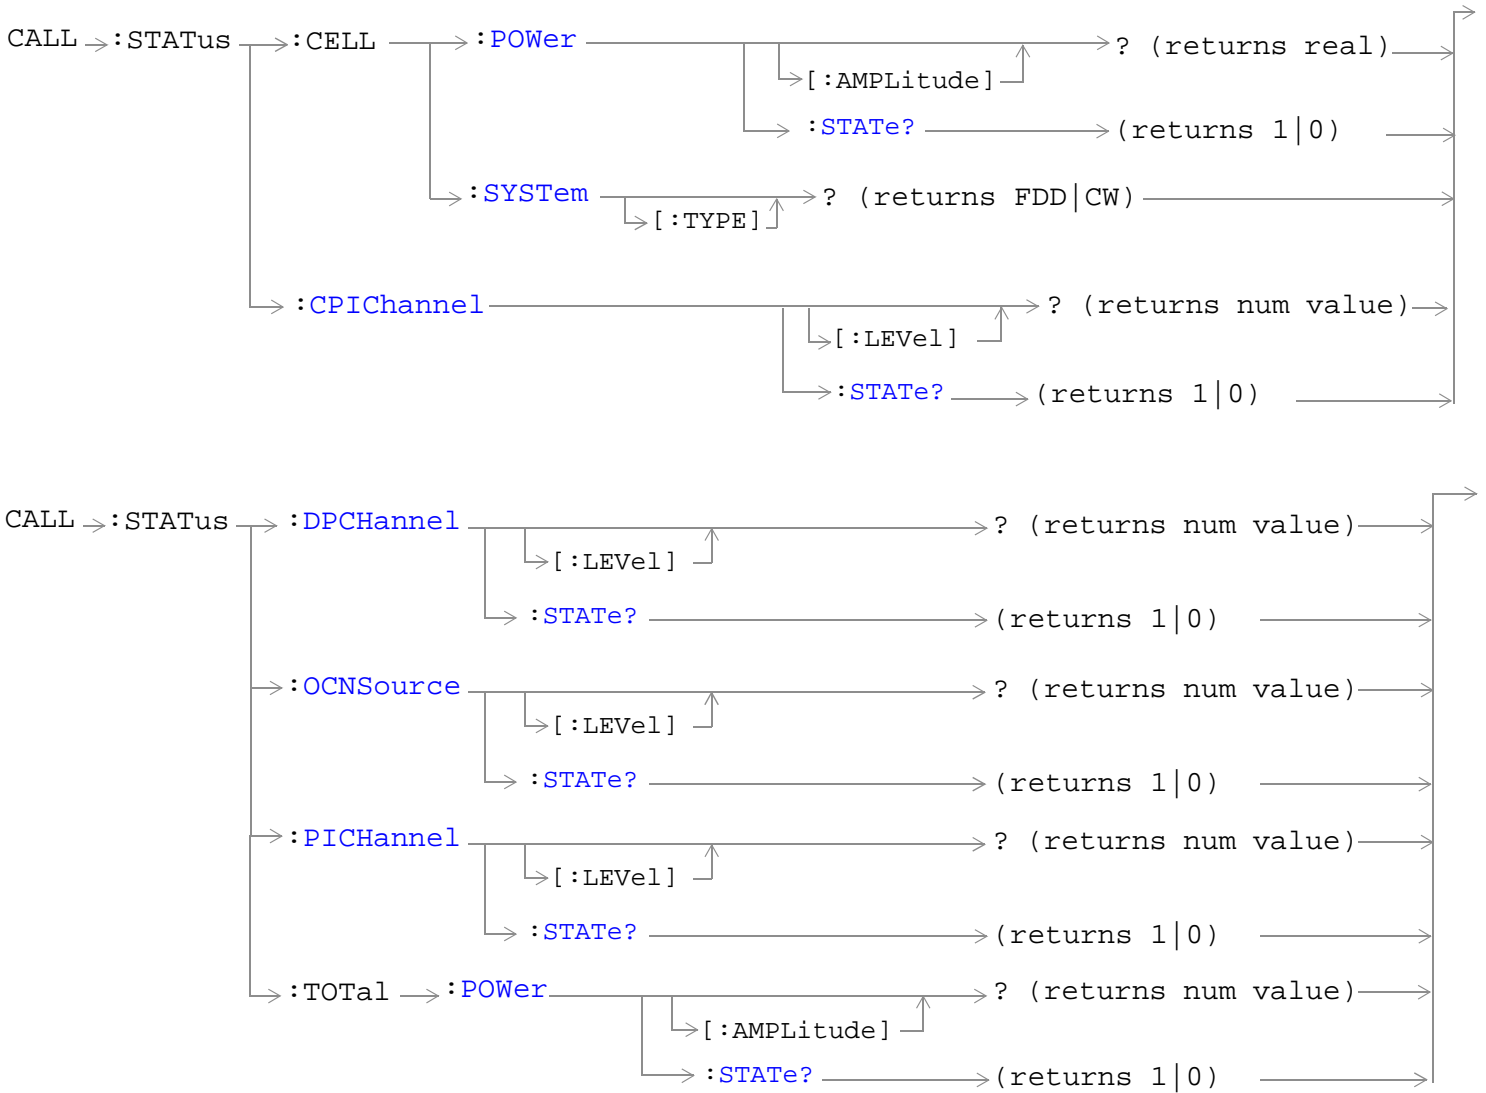 CALL :STATus :CELL :POWer ? (returns real)
[:AMPLitude]
:STATe? (returns 1|0)
:SYSTem ? (returns FDD|CW)
[:TYPE]
:CPIChannel ? (returns num value)
[:LEVel]
:STATe? (returns 1|0)
CALL :STATus :DPCHannel ? (returns num value)
[:LEVel]
:STATe? (returns 1|0)
:OCNSource ? (returns num value)
[:LEVel]
:STATe? (returns 1|0)
:PICHannel ? (returns num value)
[:LEVel]
:STATe? (returns 1|0)
:TOTal :POWer ? (returns num value)
[:AMPLitude]
:STATe? (returns 1|0)